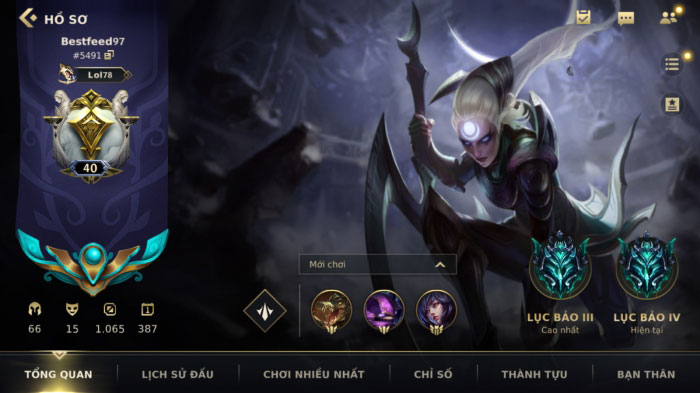 HỒ SƠ
Bestfeed97
#5491
Lol78
40
66 15 1.065 387
Mới chơi
LỤC BẢO III
Cao nhất
LỤC BẢO IV
Hiện tại
TỔNG QUAN LỊCH SỬ ĐẤU CHƠI NHIỀU NHẤT CHỈ SỐ THÀNH TỰU BẠN THÂN